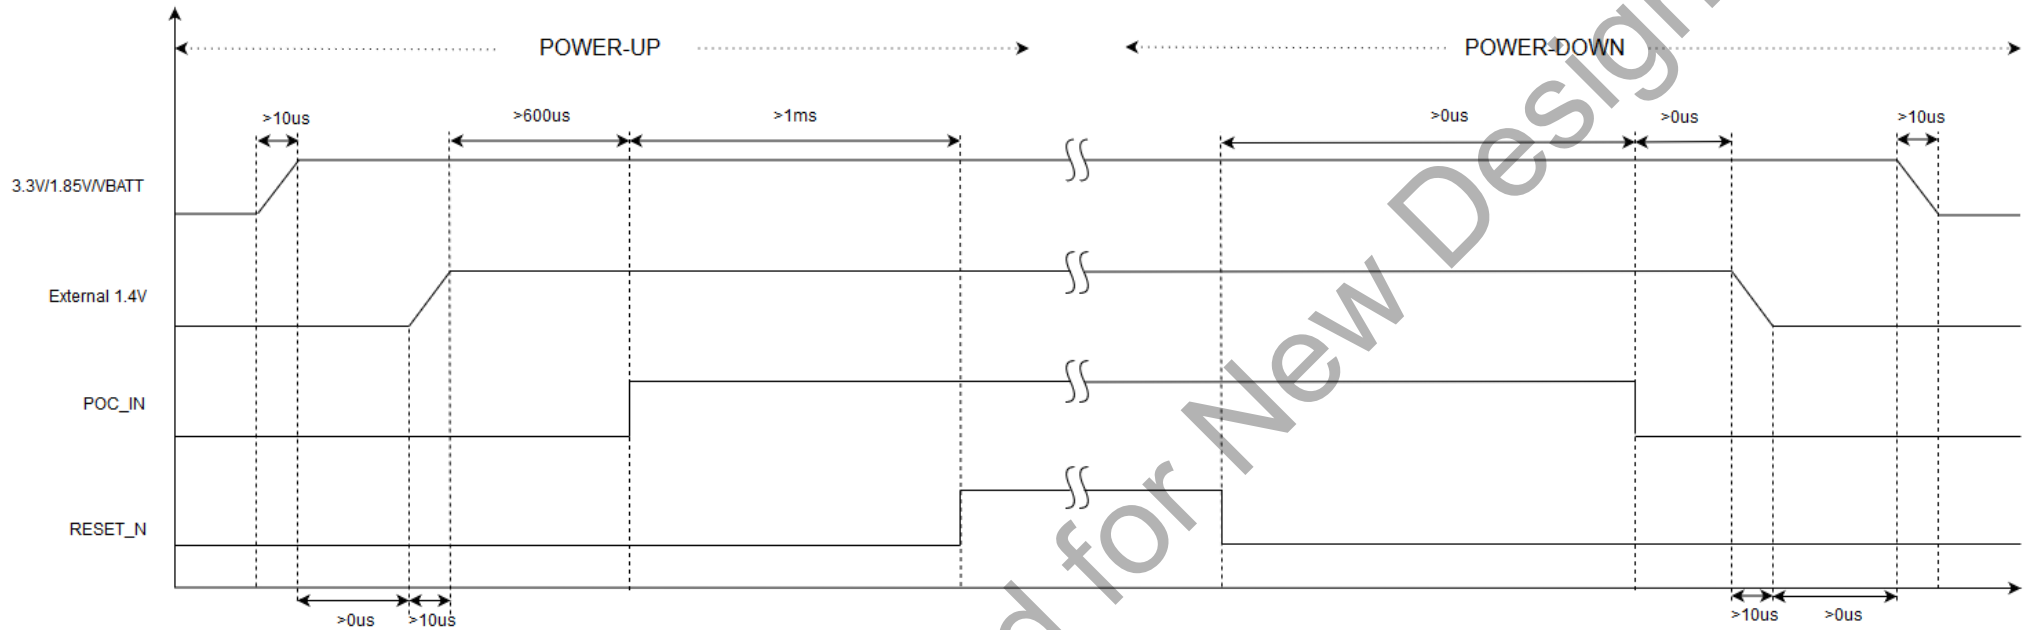 POWER-UP
POWER-DOWN
>10us
>600us
>1ms
>0us
>0us
>10us
3.3V/1.85V/VBATT
External 1.4V
POC_IN
RESET_N
>0us
>10us
>10us
>0us
for New Design